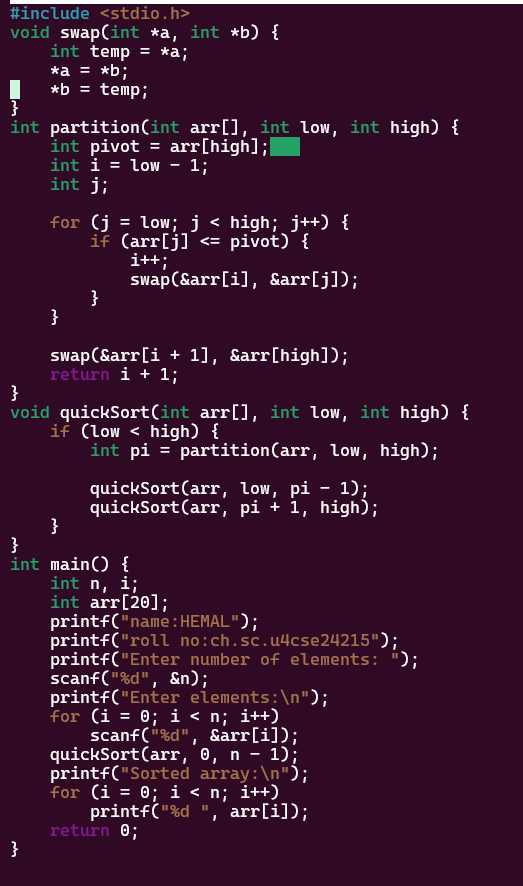 #include <stdio.h>
void swap(int *a, int *b) {
    int temp = *a;
    *a = *b;
    *b = temp;
}
int partition(int arr[], int low, int high) {
    int pivot = arr[high];
    int i = low - 1;
    int j;

    for (j = low; j < high; j++) {
        if (arr[j] <= pivot) {
            i++;
            swap(&arr[i], &arr[j]);
        }
    }

    swap(&arr[i + 1], &arr[high]);
    return i + 1;
}
void quickSort(int arr[], int low, int high) {
    if (low < high) {
        int pi = partition(arr, low, high);

        quickSort(arr, low, pi - 1);
        quickSort(arr, pi + 1, high);
    }
}
int main() {
    int n, i;
    int arr[20];
    printf("name:HEMAL");
    printf("roll no:ch.sc.u4cse24215");
    printf("Enter number of elements: ");
    scanf("%d", &n);
    printf("Enter elements:\n");
    for (i = 0; i < n; i++)
        scanf("%d", &arr[i]);
    quickSort(arr, 0, n - 1);
    printf("Sorted array:\n");
    for (i = 0; i < n; i++)
        printf("%d ", arr[i]);
    return 0;
}